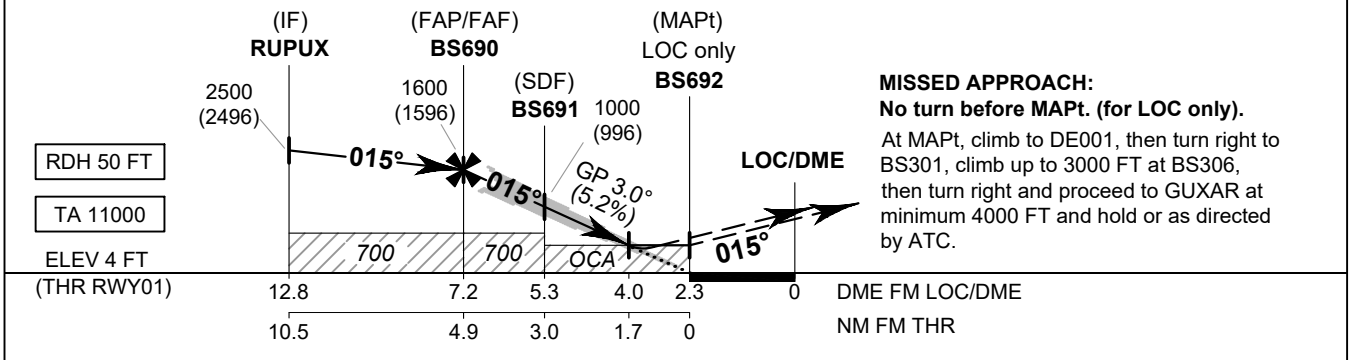 (IF)
RUPUX
(FAP/FAF)
BS690
(MAPt)
LOC only
BS692
(SDF)
BS691
2500
(2496)
1600
(1596)
1000
(996)
MISSED APPROACH:
No turn before MAPt. (for LOC only).
At MAPt, climb to DE001, then turn right to
BS301, climb up to 3000 FT at BS306,
then turn right and proceed to GUXAR at
minimum 4000 FT and hold or as directed
by ATC.
RDH 50 FT
TA 11000
ELEV 4 FT
(THR RWY01)
015°
015°
GP 3.0°
(5.2%)
LOC/DME
015°
700
700
OCA
12.8 7.2 5.3 4.0 2.3 0 DME FM LOC/DME
10.5 4.9 3.0 1.7 0 NM FM THR